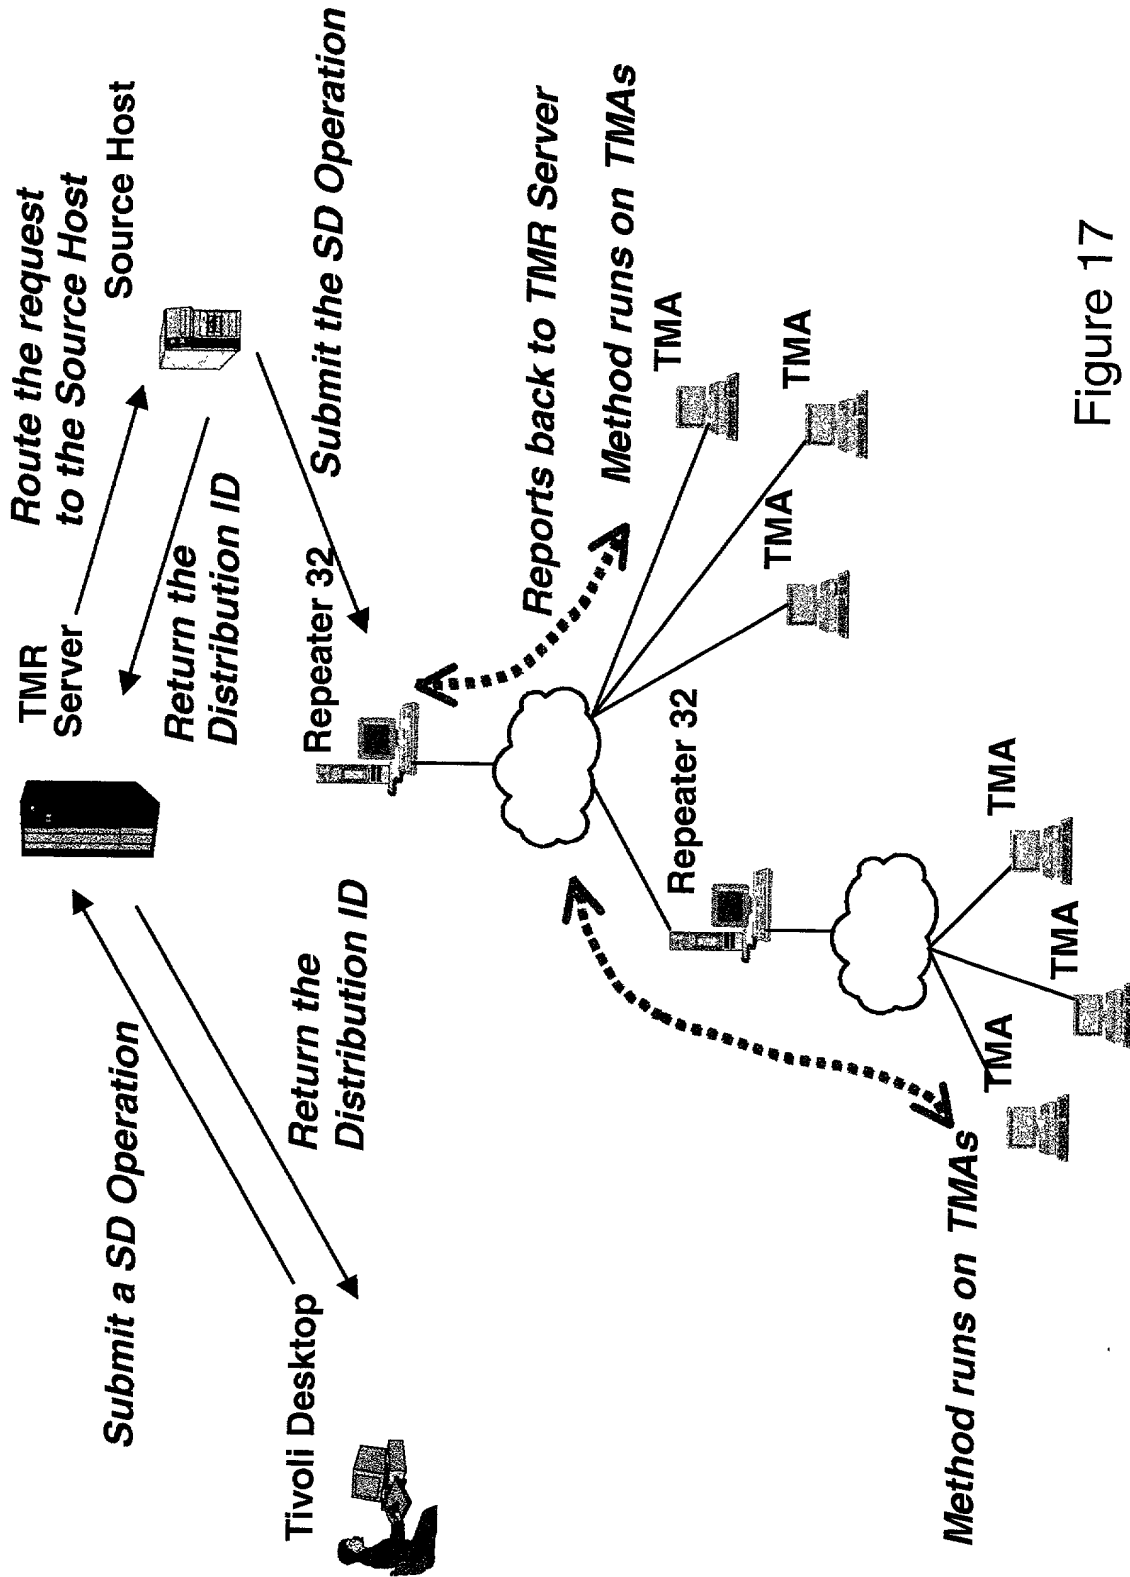 Route the request
to the Source Host
TMR
Server
Source Host
Submit a SD Operation
Return the
Distribution ID
Tivoli Desktop
Return the
Distribution ID
Submit the SD Operation
Repeater 32
Reports back to TMR Server
Method runs on TMAs
TMA
TMA
TMA
Repeater 32
TMA
TMA
TMA
Method runs on TMAs
Figure 17